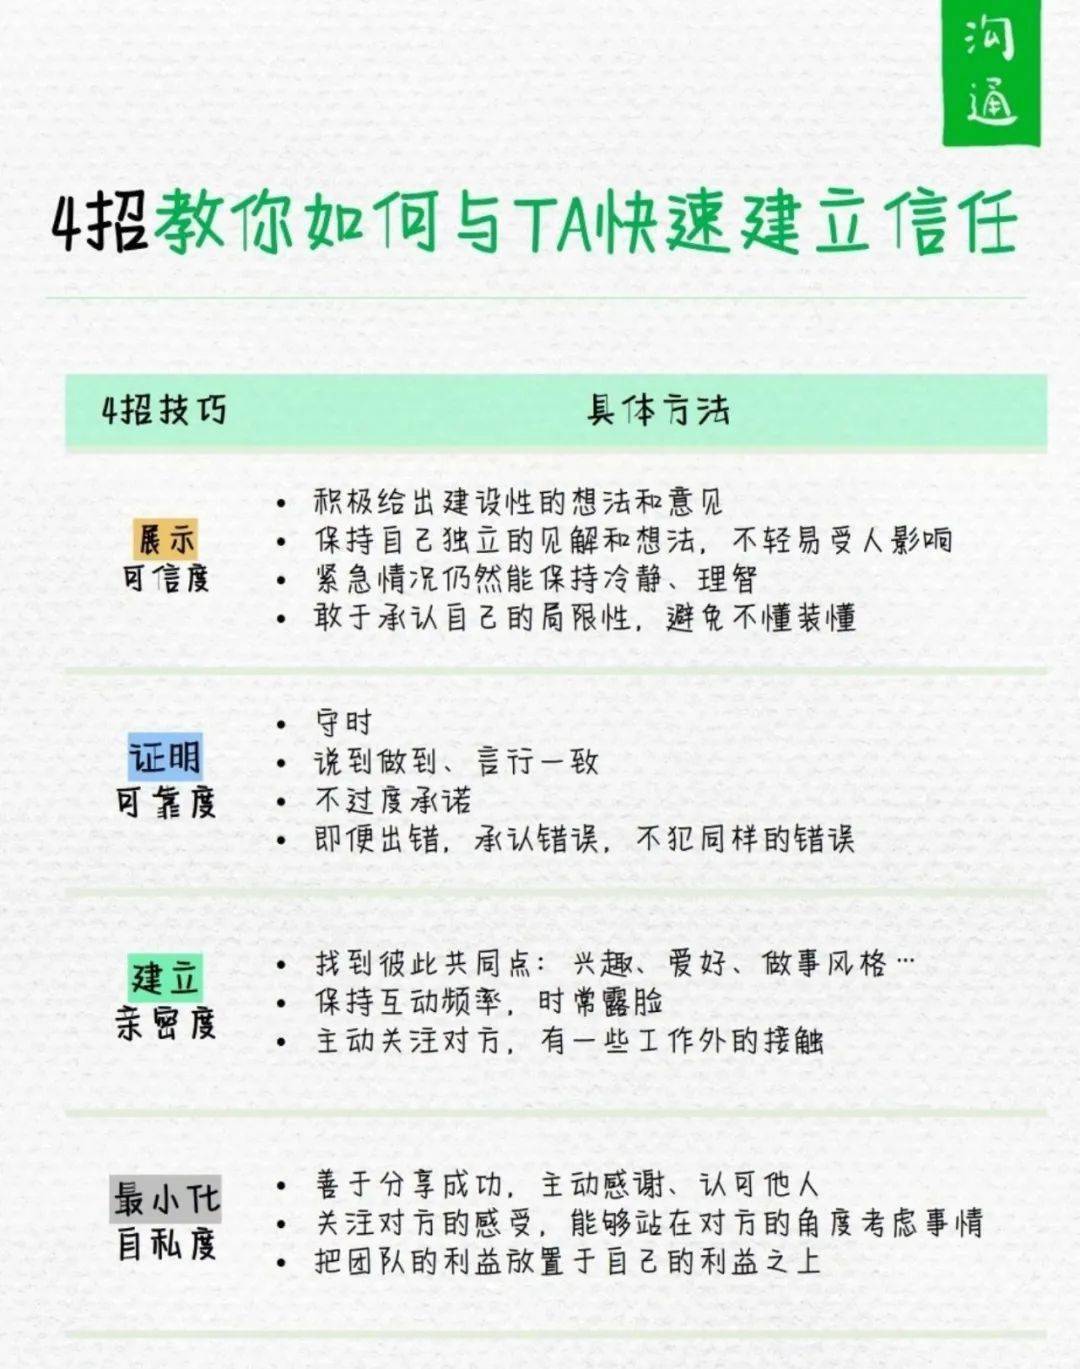 沟通
4招教你如何与TA快速建立信任
4招技巧
具体方法
展示
可信度
• 积极给出建设性的想法和意见
• 保持自己独立的见解和想法，不轻易受人影响
• 紧急情况仍然能保持冷静、理智
• 敢于承认自己的局限性，避免不懂装懂
证明
可靠度
• 守时
• 说到做到、言行一致
• 不过度承诺
• 即便出错，承认错误，不犯同样的错误
建立
亲密度
• 找到彼此共同点：兴趣、爱好、做事风格…
• 保持互动频率，时常露脸
• 主动关注对方，有一些工作外的接触
最小化
自私度
• 善于分享成功，主动感谢、认可他人
• 关注对方的感受，能够站在对方的角度考虑事情
• 把团队的利益放置于自己的利益之上